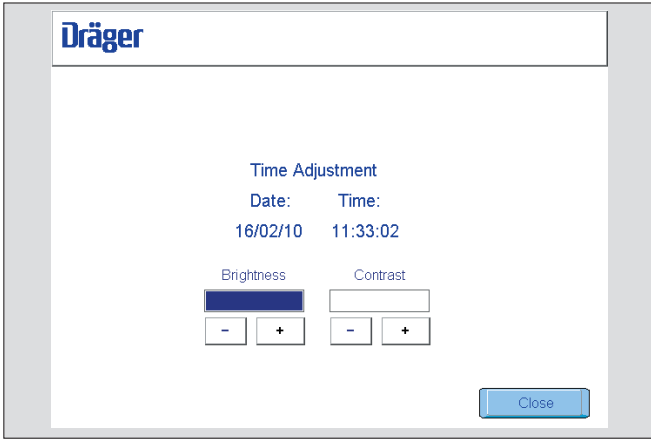 Dräger
Time Adjustment
Date: Time:
16/02/10 11:33:02
Brightness Contrast
- + - +
Close